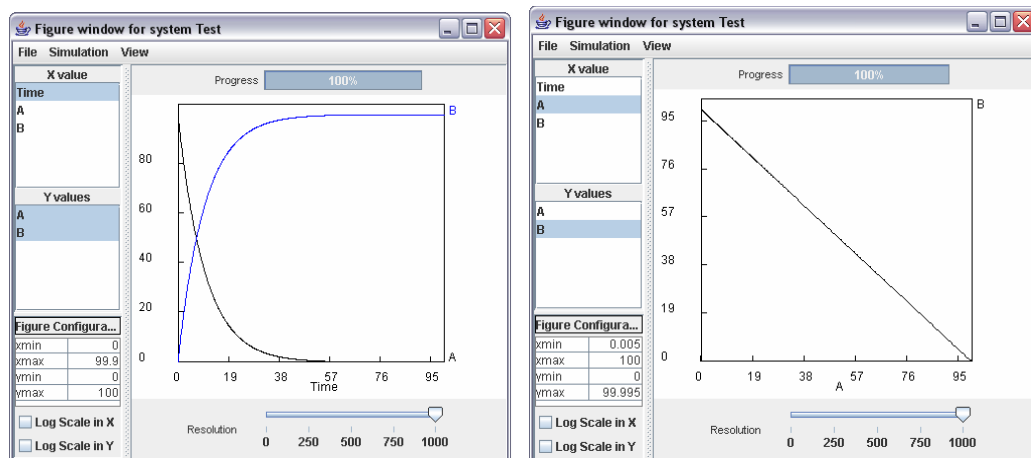 Figure window for system Test
File Simulation View
X value
Time
A
B
Y values
A
B
Figure Configura...
xmin 0
xmax 99.9
ymin 0
ymax 100
Log Scale in X
Log Scale in Y
Progress 100%
B
80
60
40
20
0
A
0 19 38 57 76 95
Time
Resolution
0 250 500 750 1000
Figure window for system Test
File Simulation View
X value
Time
A
B
Y values
A
B
Figure Configura...
xmin 0.005
xmax 100
ymin 0
ymax 99.995
Log Scale in X
Log Scale in Y
Progress 100%
B
95
76
57
38
19
0
0 19 38 57 76 95
A
Resolution
0 250 500 750 1000